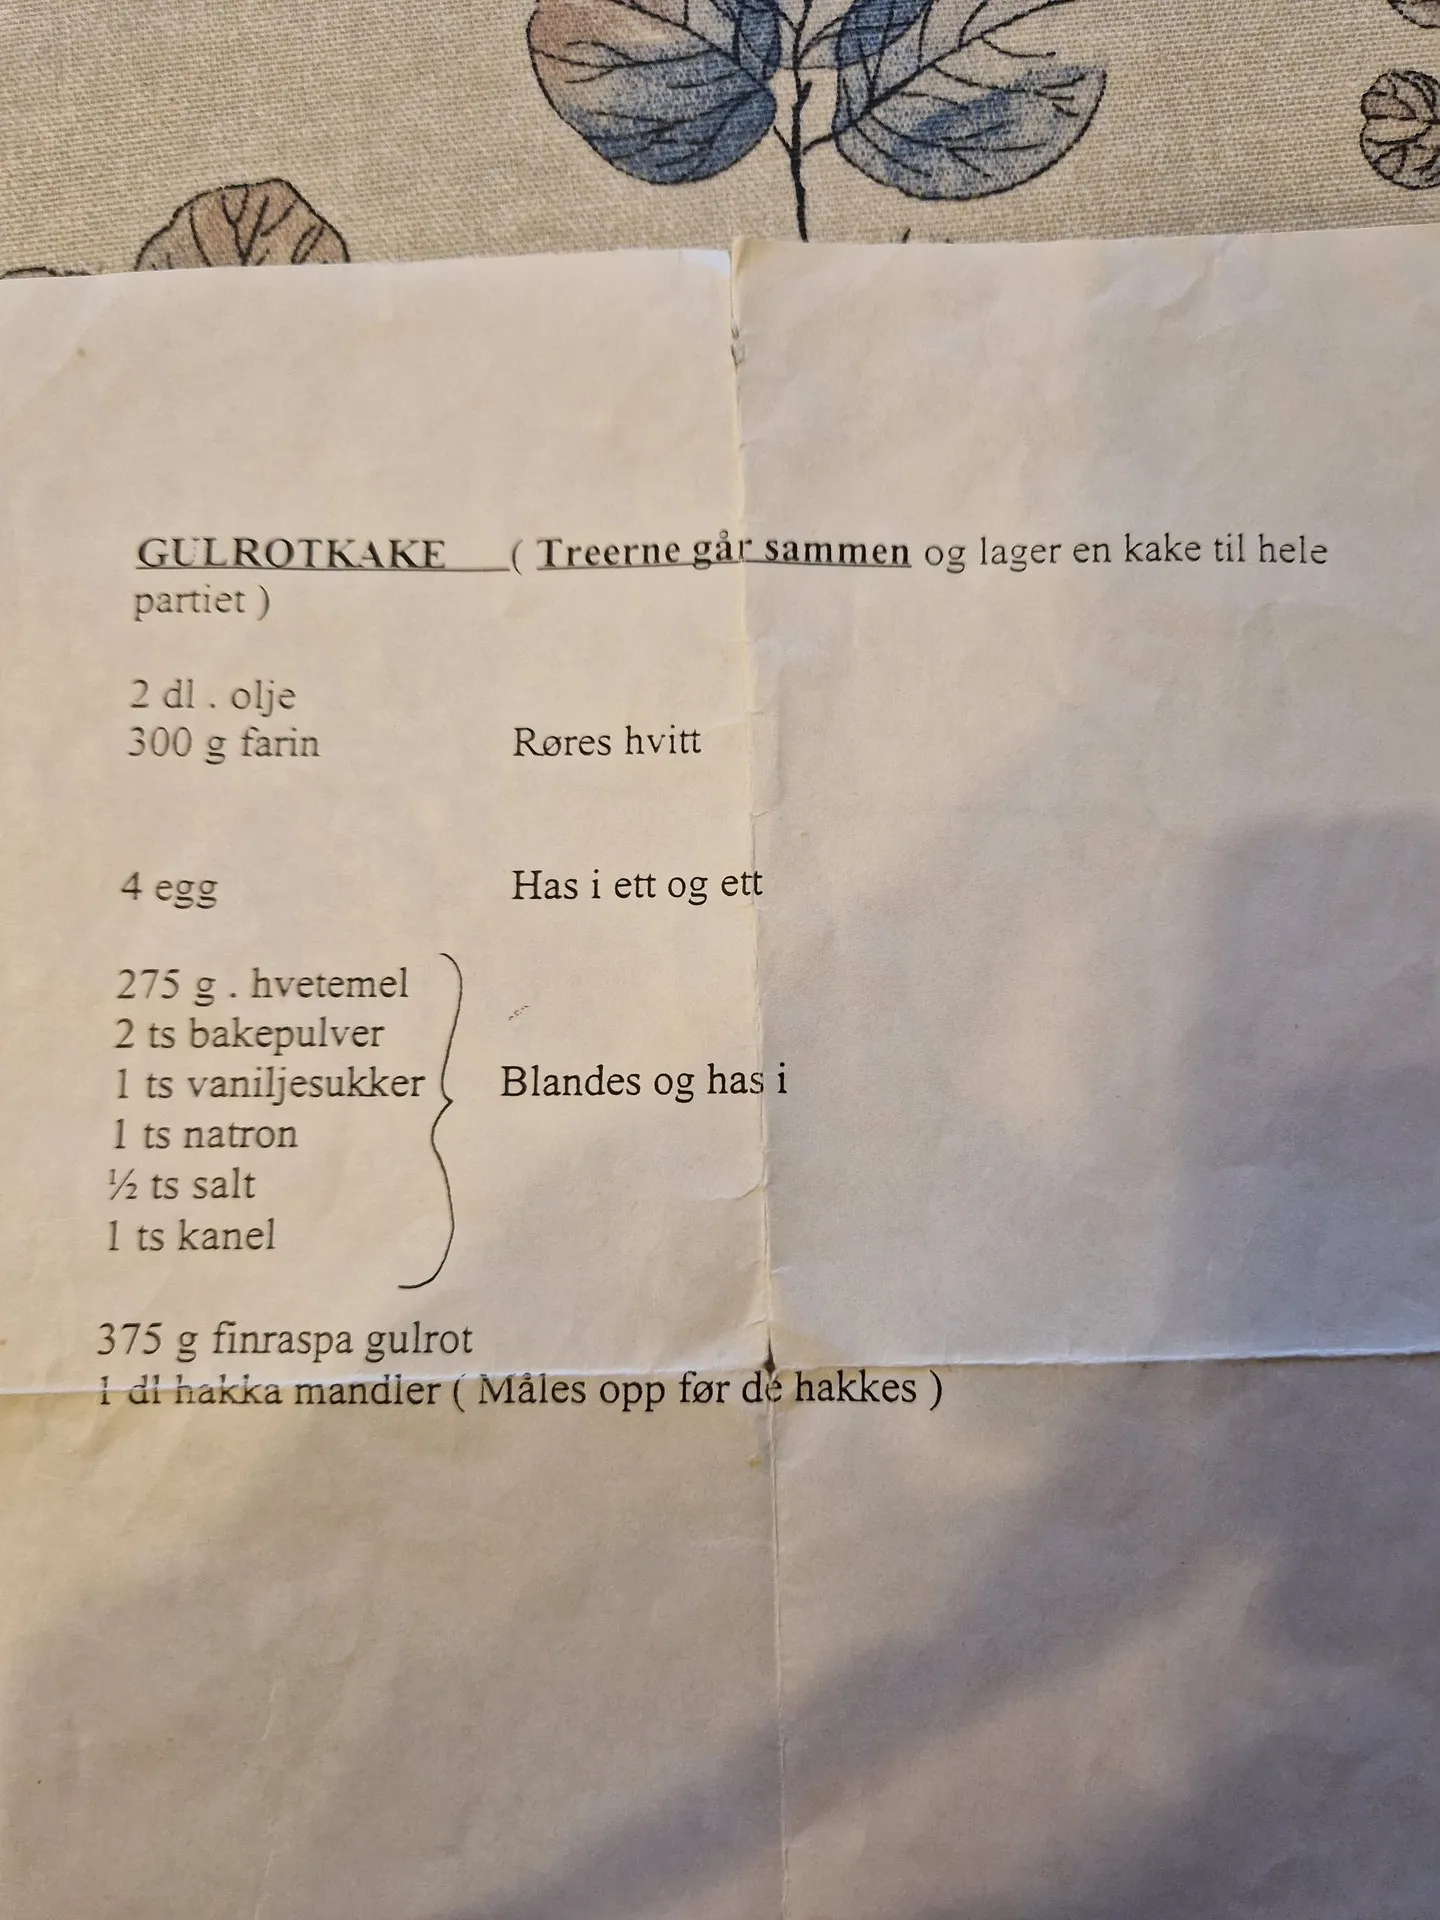 GULROTKAKE ( Treerne går sammen og lager en kake til hele
partiet )
2 dl . olje
300 g farin Røres hvitt
4 egg Has i ett og ett
275 g . hvetemel
2 ts bakepulver
1 ts vaniljesukker Blandes og has i
1 ts natron
½ ts salt
1 ts kanel
375 g finraspa gulrot
1 dl hakka mandler ( Måles opp før de hakkes )